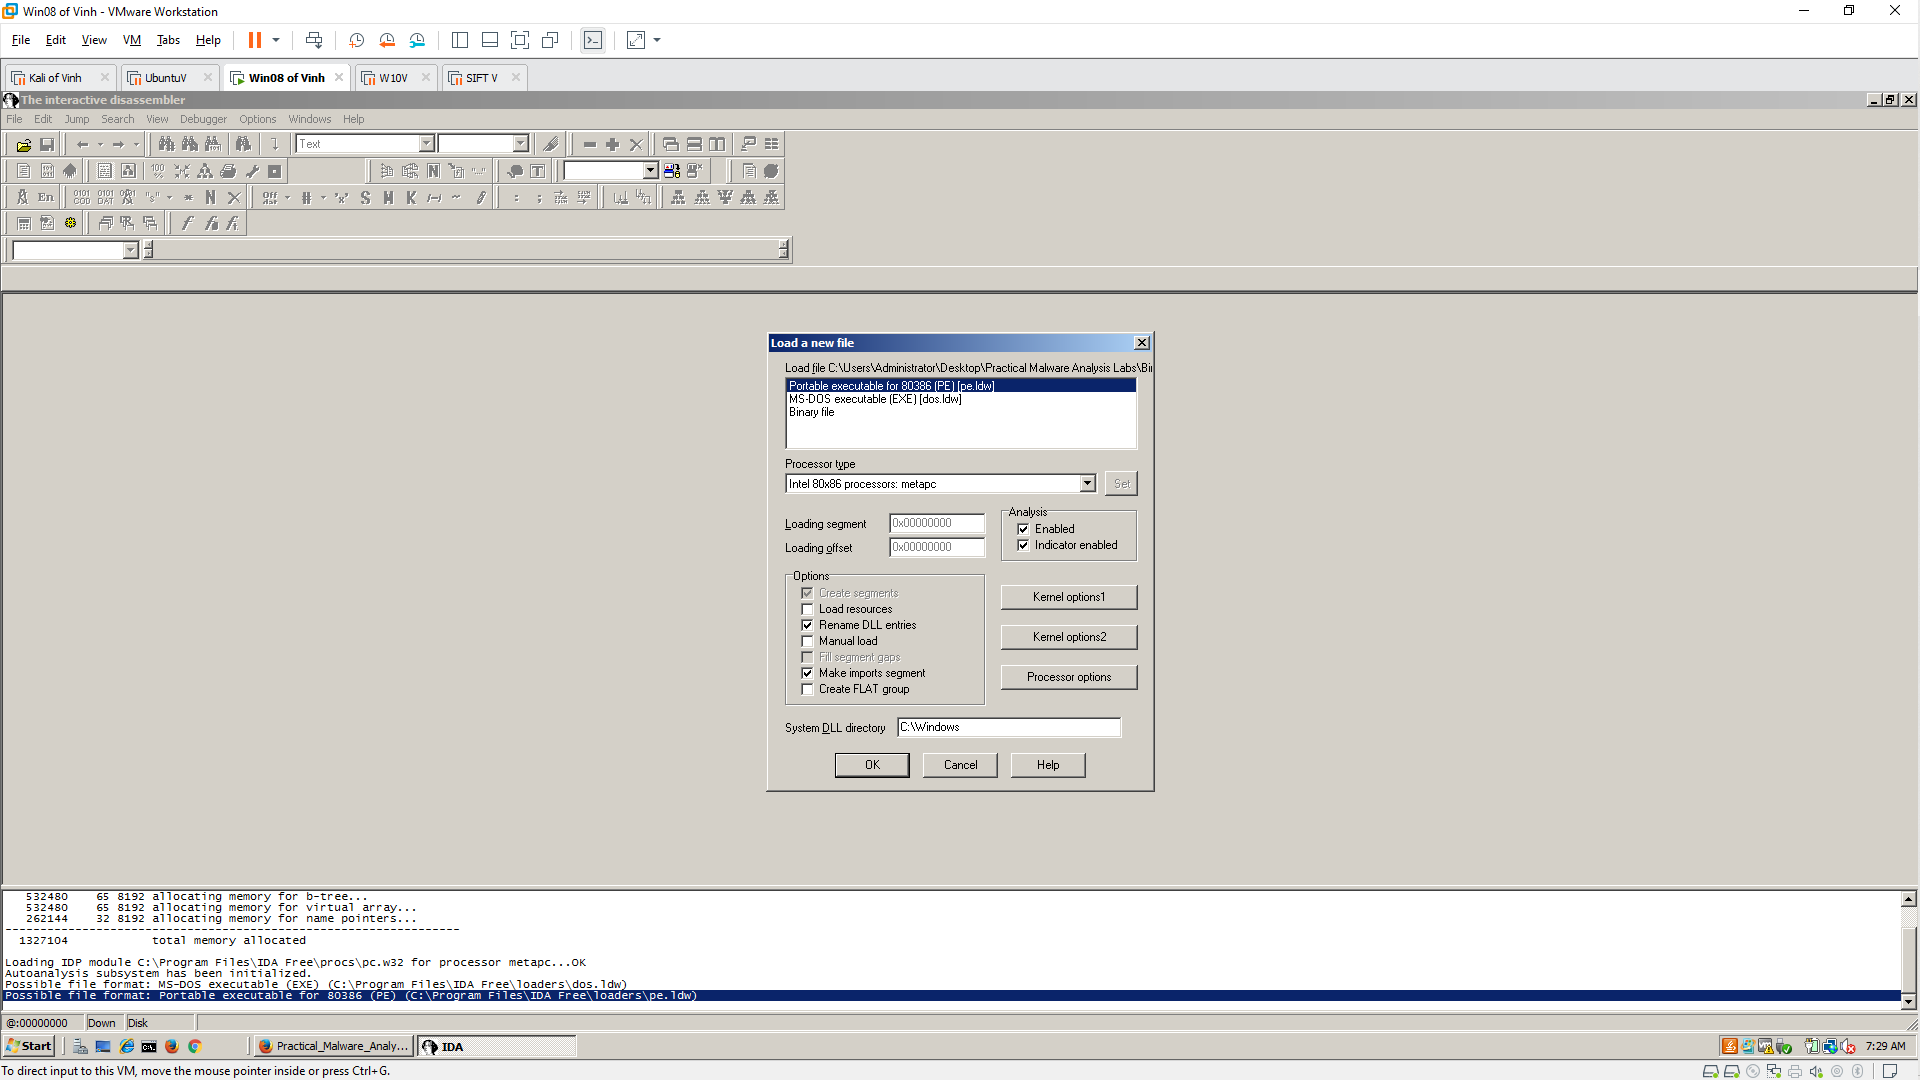 Win08 of Vinh - VMware Workstation
File Edit View VM Tabs Help
Kali of Vinh UbuntuV Win08 of Vinh W10V SIFT V
The interactive disassembler
File Edit Jump Search View Debugger Options Windows Help
Text
En
Load a new file
Load file C:\Users\Administrator\Desktop\Practical Malware Analysis Labs\Bi
Portable executable for 80386 (PE) [pe.ldw]
MS-DOS executable (EXE) [dos.ldw]
Binary file
Processor type
Intel 80x86 processors: metapc
Set
Loading segment 0x00000000
Loading offset 0x00000000
Analysis
Enabled
Indicator enabled
Options
Create segments
Load resources
Rename DLL entries
Manual load
Fill segment gaps
Make imports segment
Create FLAT group
Kernel options1
Kernel options2
Processor options
System DLL directory C:\Windows
OK Cancel Help
532480 65 8192 allocating memory for b-tree...
532480 65 8192 allocating memory for virtual array...
262144 32 8192 allocating memory for name pointers...
-----------------------------------------------------------------
1327104 total memory allocated
Loading IDP module C:\Program Files\IDA Free\procs\pc.w32 for processor metapc...OK
Autoanalysis subsystem has been initialized.
Possible file format: MS-DOS executable (EXE) (C:\Program Files\IDA Free\loaders\dos.ldw)
Possible file format: Portable executable for 80386 (PE) (C:\Program Files\IDA Free\loaders\pe.ldw)
@:00000000 Down Disk
Start Practical_Malware_Analy... IDA 7:29 AM
To direct input to this VM, move the mouse pointer inside or press Ctrl+G.